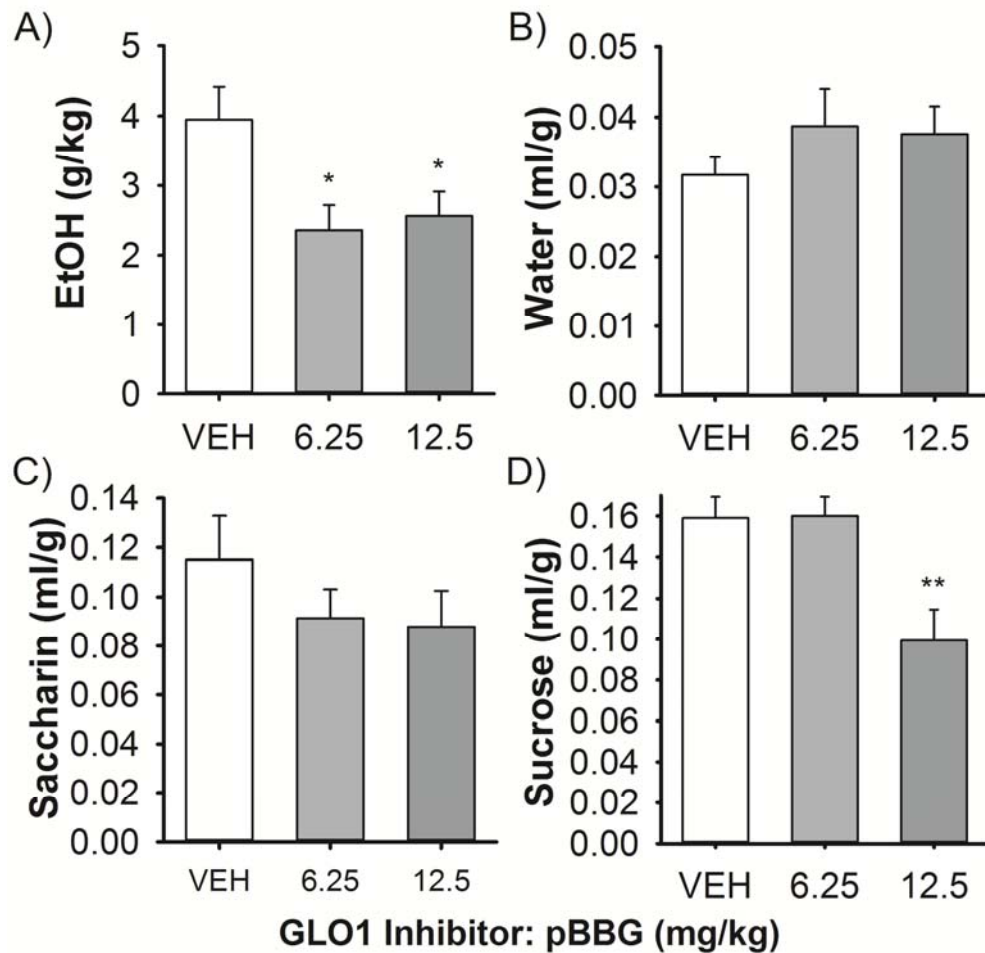 A)
EtOH (g/kg)
5
4
3
2
1
0
*
*
VEH 6.25 12.5
B)
Water (ml/g)
0.05
0.04
0.03
0.02
0.01
0.00
VEH 6.25 12.5
C)
Saccharin (ml/g)
0.14
0.12
0.10
0.08
0.06
0.04
0.02
0.00
VEH 6.25 12.5
D)
Sucrose (ml/g)
0.16
0.14
0.12
0.10
0.08
0.06
0.04
0.02
0.00
**
VEH 6.25 12.5
GLO1 Inhibitor: pBBG (mg/kg)